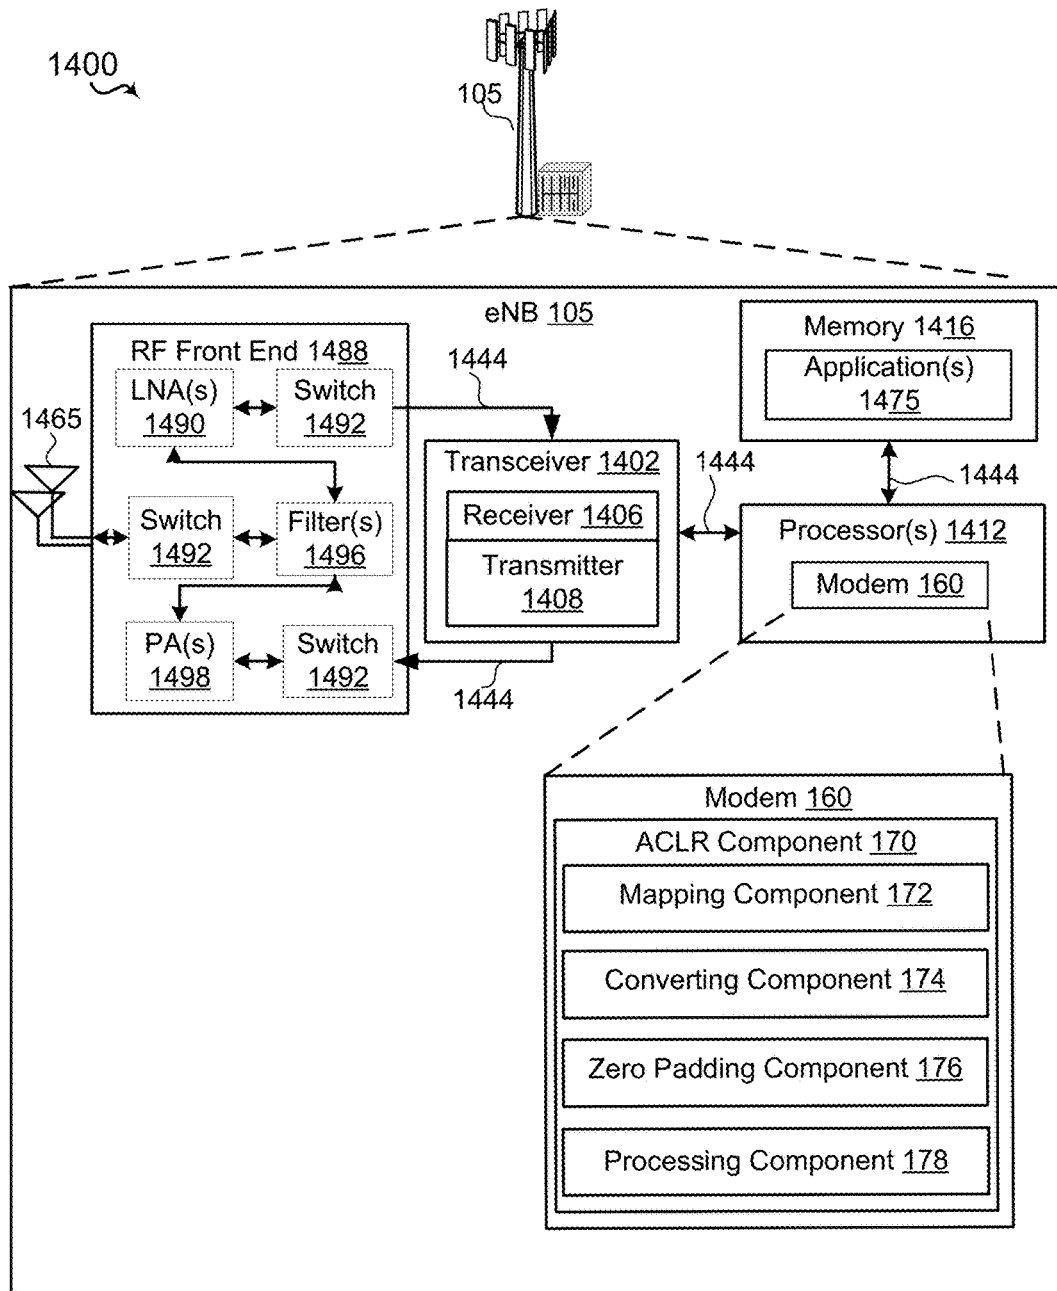 1400
105
eNB 105
RF Front End 1488
LNA(s)
1490
Switch
1492
1444
1465
Switch
1492
Filter(s)
1496
PA(s)
1498
Switch
1492
1444
Transceiver 1402
Receiver 1406
Transmitter
1408
1444
Memory 1416
Application(s)
1475
1444
Processor(s) 1412
Modem 160
Modem 160
ACLR Component 170
Mapping Component 172
Converting Component 174
Zero Padding Component 176
Processing Component 178